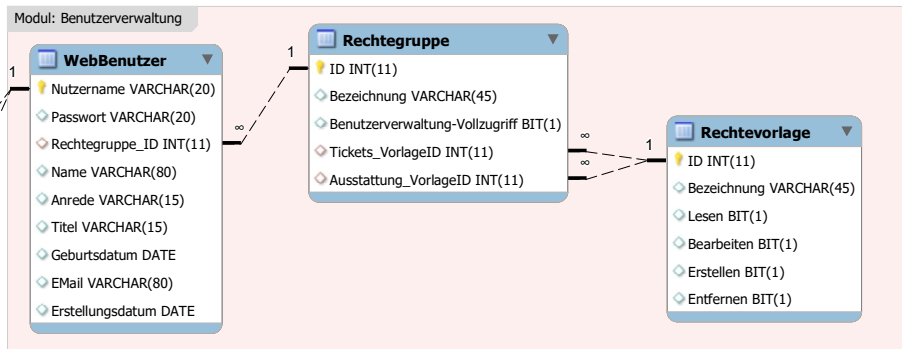 Modul: Benutzerverwaltung
1
WebBenutzer
Nutzername VARCHAR(20)
Passwort VARCHAR(20)
Rechtegruppe_ID INT(11)
∞
Name VARCHAR(80)
Anrede VARCHAR(15)
Titel VARCHAR(15)
Geburtsdatum DATE
EMail VARCHAR(80)
Erstellungsdatum DATE
1
Rechtegruppe
ID INT(11)
Bezeichnung VARCHAR(45)
Benutzerverwaltung-Vollzugriff BIT(1)
Tickets_VorlageID INT(11)
∞
Ausstattung_VorlageID INT(11)
∞
1
Rechtevorlage
ID INT(11)
Bezeichnung VARCHAR(45)
Lesen BIT(1)
Bearbeiten BIT(1)
Erstellen BIT(1)
Entfernen BIT(1)